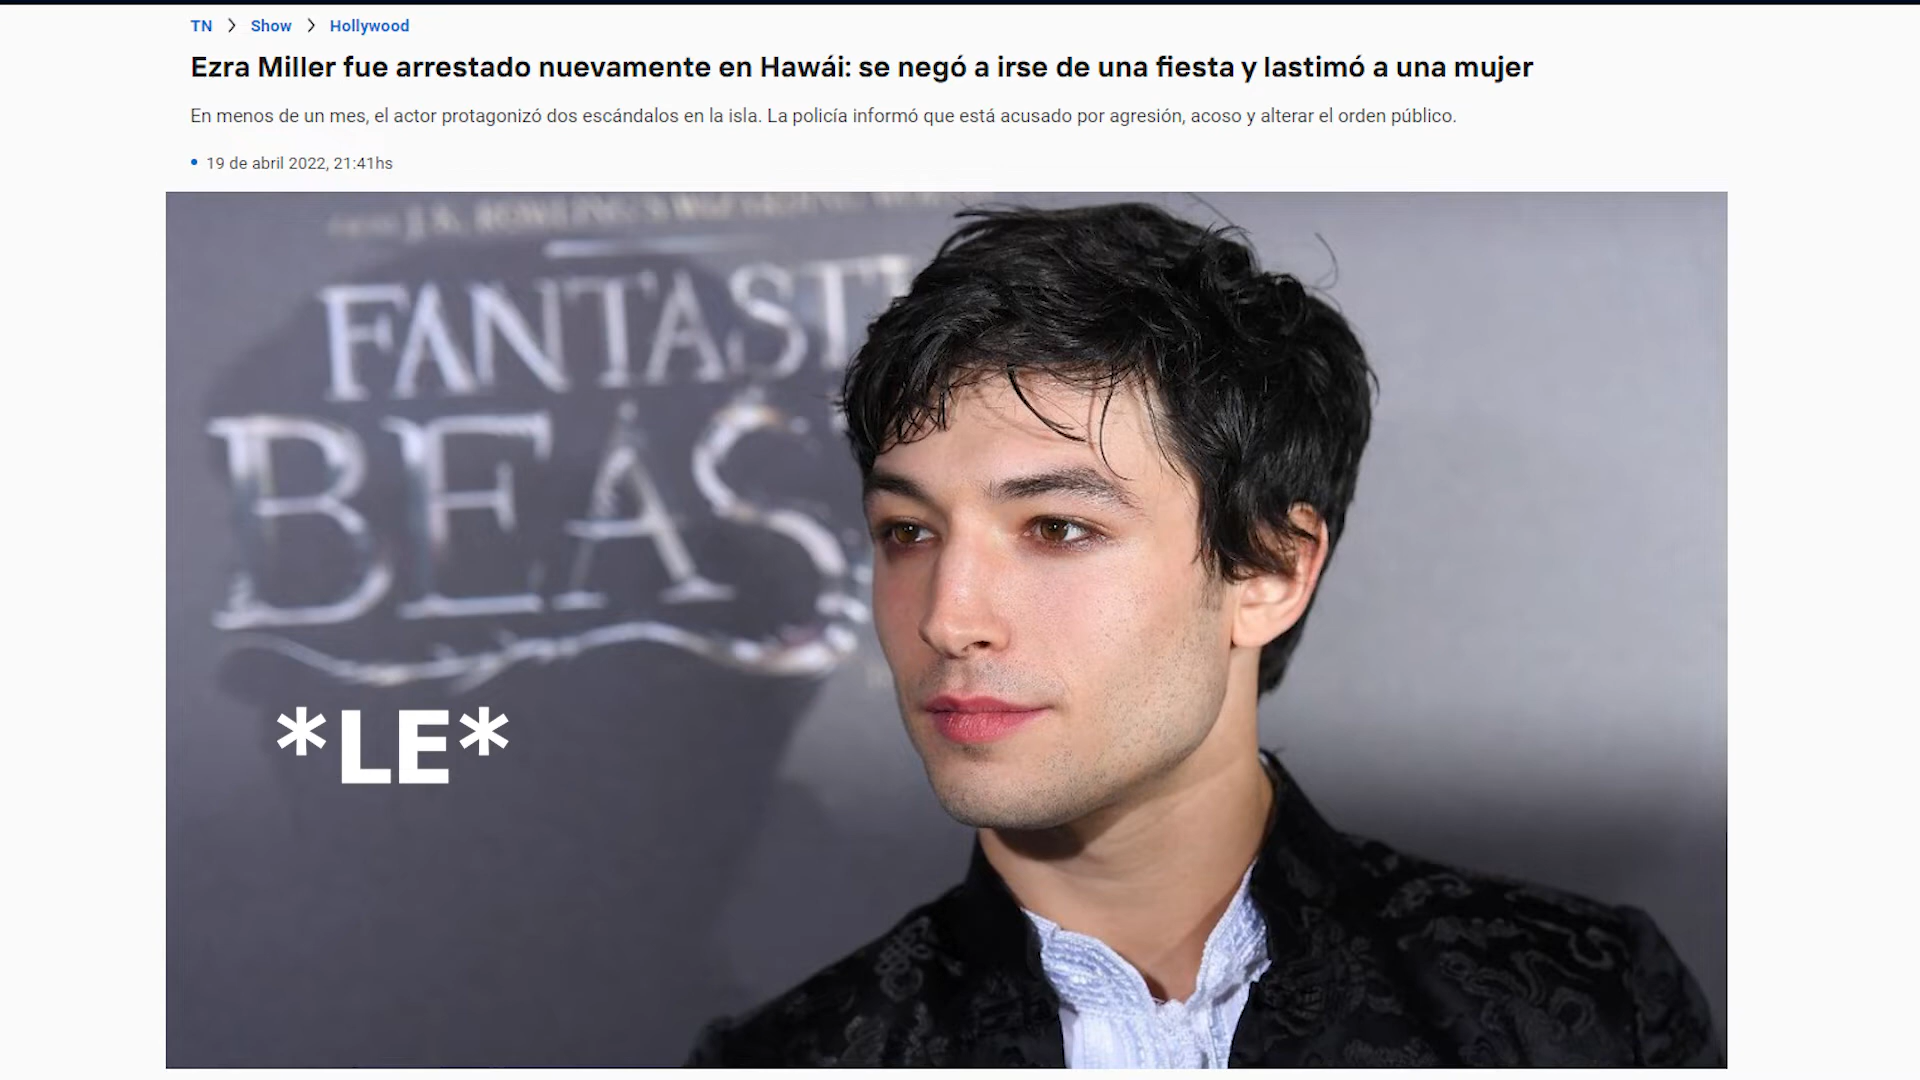 TN > Show > Hollywood
Ezra Miller fue arrestado nuevamente en Hawái: se negó a irse de una fiesta y lastimó a una mujer
En menos de un mes, el actor protagonizó dos escándalos en la isla. La policía informó que está acusado por agresión, acoso y alterar el orden público.
• 19 de abril 2022, 21:41hs
FANTAST
BEAS
*LE*